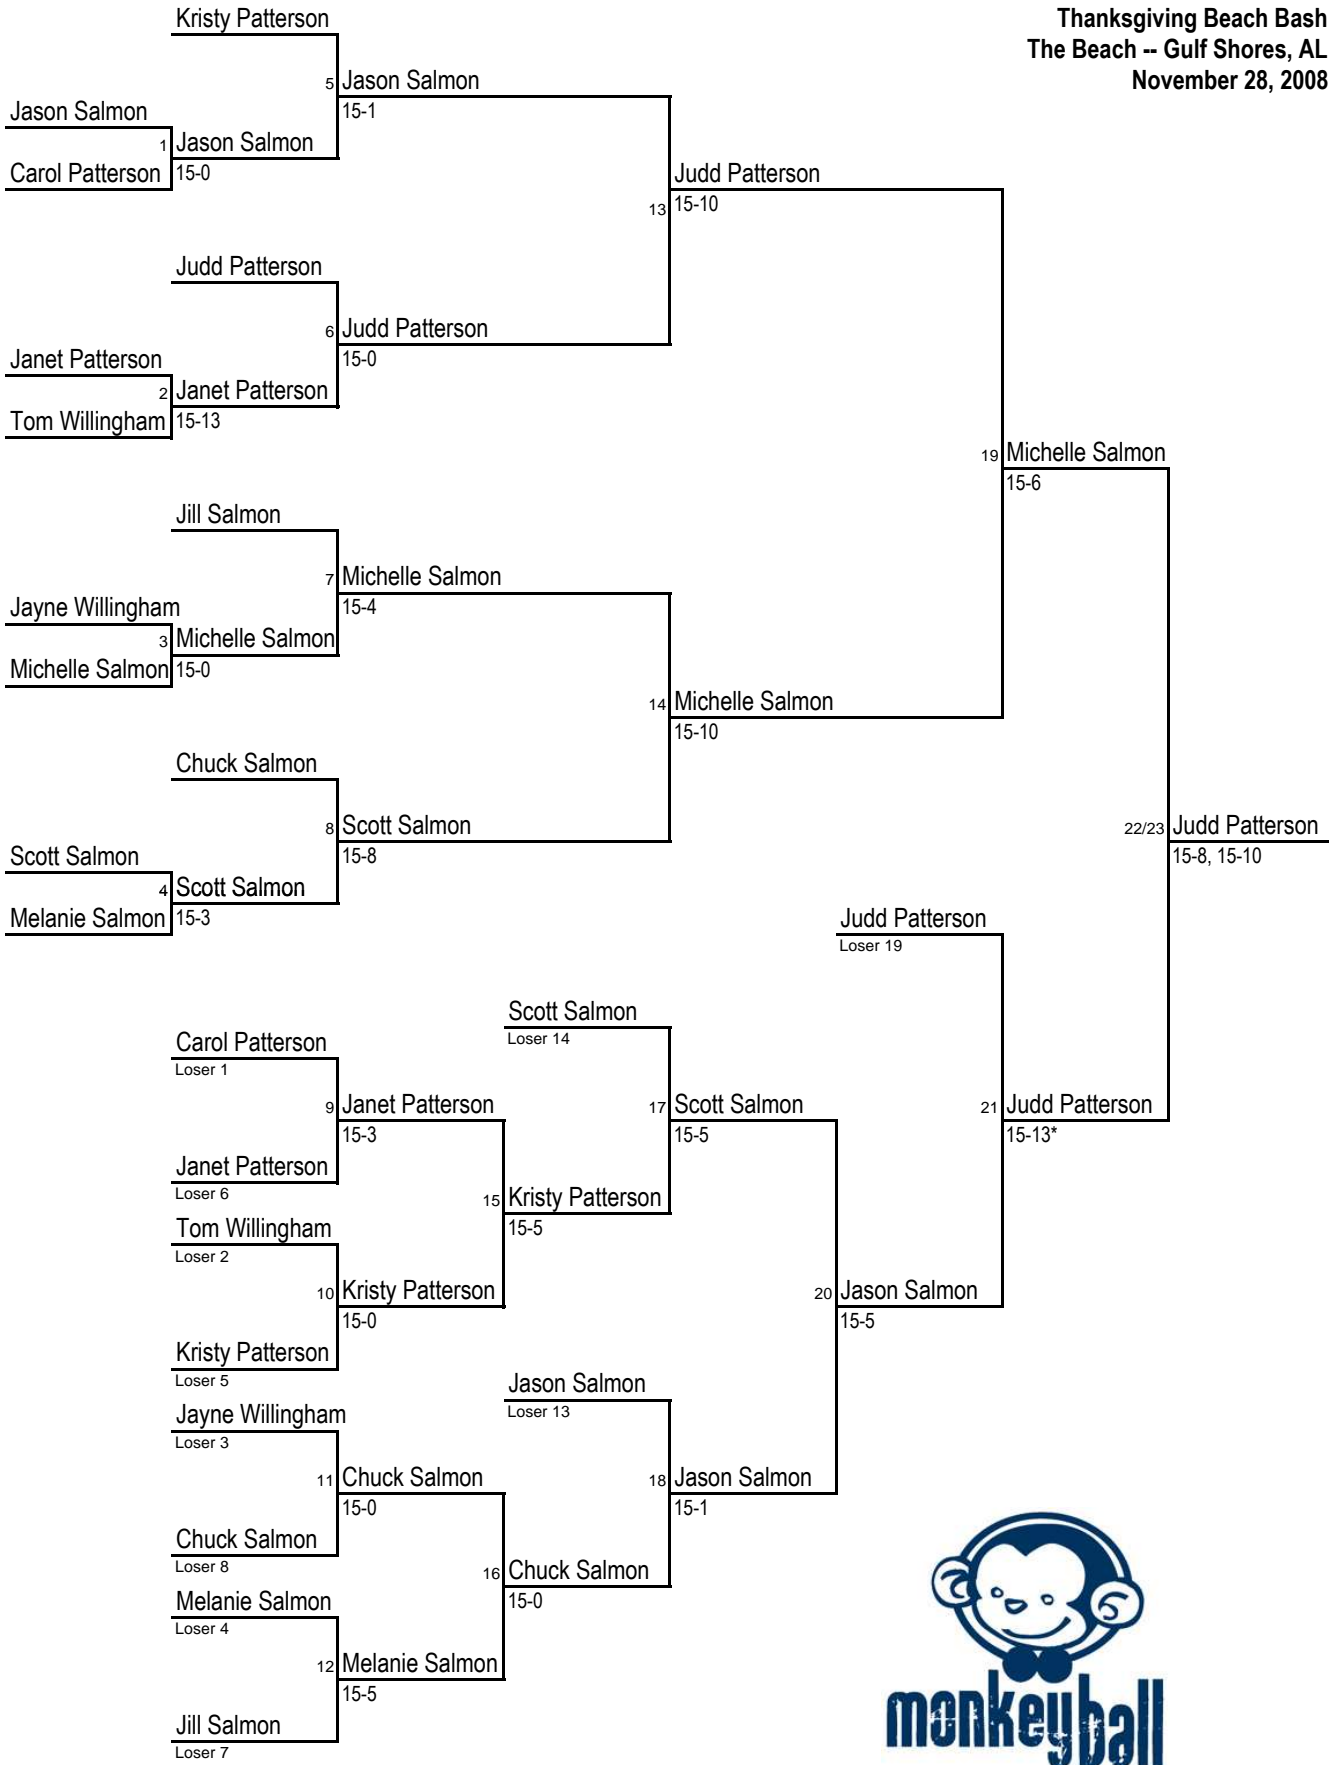 Kristy Patterson
Thanksgiving Beach Bash
The Beach -- Gulf Shores, AL
November 28, 2008
5 Jason Salmon
15-1
Jason Salmon
1 Jason Salmon
Carol Patterson 15-0
Judd Patterson
13 15-10
Judd Patterson
6 Judd Patterson
15-0
Janet Patterson
2 Janet Patterson
Tom Willingham 15-13
19 Michelle Salmon
15-6
Jill Salmon
7 Michelle Salmon
15-4
Jayne Willingham
3 Michelle Salmon
Michelle Salmon 15-0
14 Michelle Salmon
15-10
Chuck Salmon
8 Scott Salmon
15-8
22/23 Judd Patterson
15-8, 15-10
Scott Salmon
4 Scott Salmon
Melanie Salmon 15-3
Judd Patterson
Loser 19
Scott Salmon
Loser 14
Carol Patterson
Loser 1
9 Janet Patterson
15-3
17 Scott Salmon
15-5
21 Judd Patterson
15-13*
Janet Patterson
Loser 6
15 Kristy Patterson
15-5
Tom Willingham
Loser 2
10 Kristy Patterson
15-0
20 Jason Salmon
15-5
Kristy Patterson
Loser 5
Jason Salmon
Loser 13
Jayne Willingham
Loser 3
11 Chuck Salmon
15-0
18 Jason Salmon
15-1
Chuck Salmon
Loser 8
16 Chuck Salmon
15-0
Melanie Salmon
Loser 4
12 Melanie Salmon
15-5
Jill Salmon
Loser 7
monkeyball